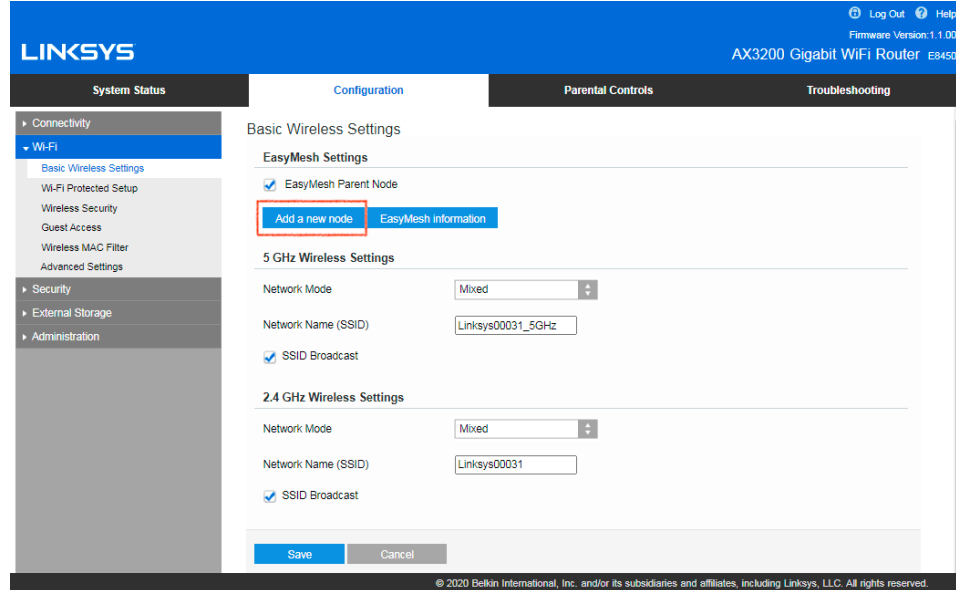 Log Out Help
Firmware Version:1.1.00
LINKSYS
AX3200 Gigabit WiFi Router E8450
System Status Configuration Parental Controls Troubleshooting
Connectivity
Wi-Fi
Basic Wireless Settings
Wi-Fi Protected Setup
Wireless Security
Guest Access
Wireless MAC Filter
Advanced Settings
Security
External Storage
Administration
Basic Wireless Settings
EasyMesh Settings
EasyMesh Parent Node
Add a new node EasyMesh information
5 GHz Wireless Settings
Network Mode Mixed
Network Name (SSID) Linksys00031_5GHz
SSID Broadcast
2.4 GHz Wireless Settings
Network Mode Mixed
Network Name (SSID) Linksys00031
SSID Broadcast
Save Cancel
© 2020 Belkin International, Inc. and/or its subsidiaries and affiliates, including Linksys, LLC. All rights reserved.